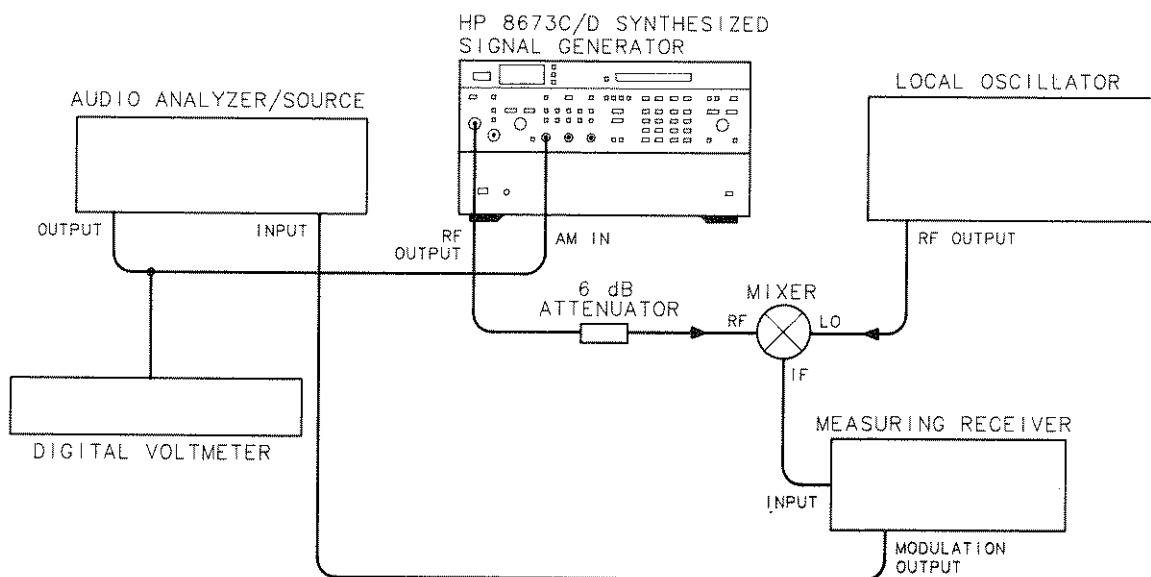 HP 8673C/D SYNTHESIZED
SIGNAL GENERATOR
AUDIO ANALYZER/SOURCE
LOCAL OSCILLATOR
OUTPUT
INPUT
RF
OUTPUT
AM IN
RF OUTPUT
6 dB
ATTENUATOR
MIXER
RF
LO
IF
DIGITAL VOLTMETER
MEASURING RECEIVER
INPUT
MODULATION
OUTPUT